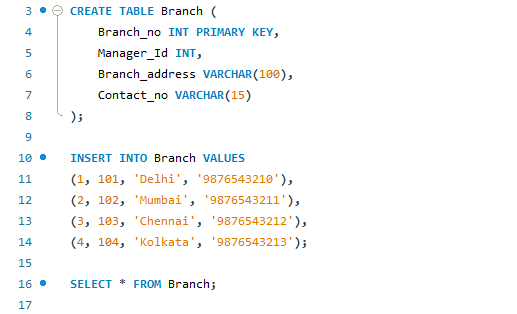 3 CREATE TABLE Branch (
4 Branch_no INT PRIMARY KEY,
5 Manager_Id INT,
6 Branch_address VARCHAR(100),
7 Contact_no VARCHAR(15)
8 );
9
10 INSERT INTO Branch VALUES
11 (1, 101, 'Delhi', '9876543210'),
12 (2, 102, 'Mumbai', '9876543211'),
13 (3, 103, 'Chennai', '9876543212'),
14 (4, 104, 'Kolkata', '9876543213');
15
16 SELECT * FROM Branch;
17